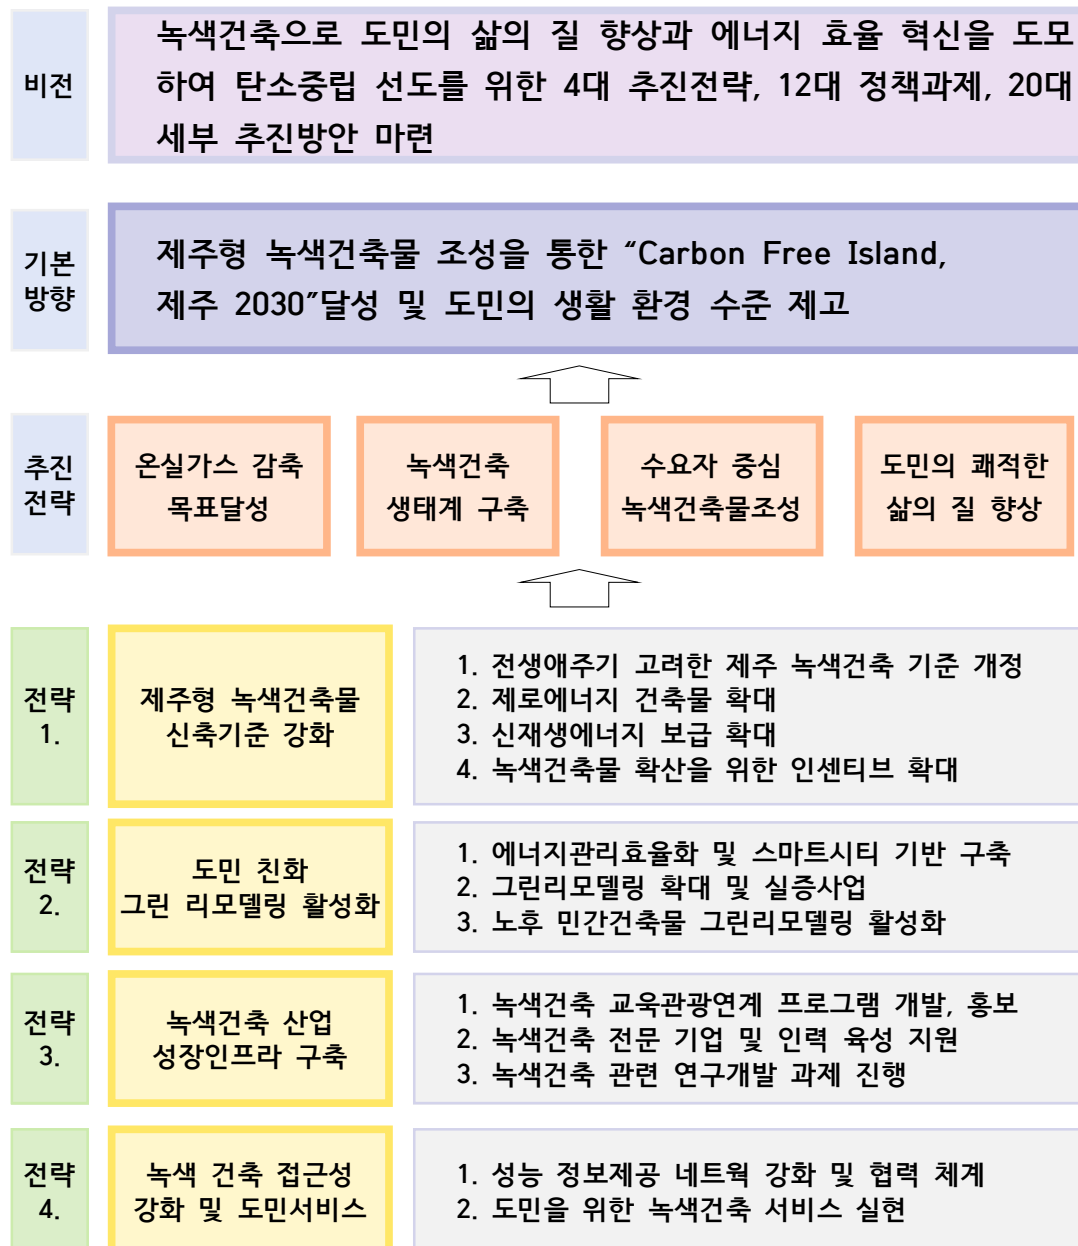 비전
녹색건축으로 도민의 삶의 질 향상과 에너지 효율 혁신을 도모
하여 탄소중립 선도를 위한 4대 추진전략, 12대 정책과제, 20대
세부 추진방안 마련
기본
방향
제주형 녹색건축물 조성을 통한 “Carbon Free Island,
제주 2030”달성 및 도민의 생활 환경 수준 제고
추진
전략
온실가스 감축
목표달성
녹색건축
생태계 구축
수요자 중심
녹색건축물조성
도민의 쾌적한
삶의 질 향상
전략
1.
제주형 녹색건축물
신축기준 강화
1. 전생애주기 고려한 제주 녹색건축 기준 개정
2. 제로에너지 건축물 확대
3. 신재생에너지 보급 확대
4. 녹색건축물 확산을 위한 인센티브 확대
전략
2.
도민 친화
그린 리모델링 활성화
1. 에너지관리효율화 및 스마트시티 기반 구축
2. 그린리모델링 확대 및 실증사업
3. 노후 민간건축물 그린리모델링 활성화
전략
3.
녹색건축 산업
성장인프라 구축
1. 녹색건축 교육관광연계 프로그램 개발, 홍보
2. 녹색건축 전문 기업 및 인력 육성 지원
3. 녹색건축 관련 연구개발 과제 진행
전략
4.
녹색 건축 접근성
강화 및 도민서비스
1. 성능 정보제공 네트웍 강화 및 협력 체계
2. 도민을 위한 녹색건축 서비스 실현